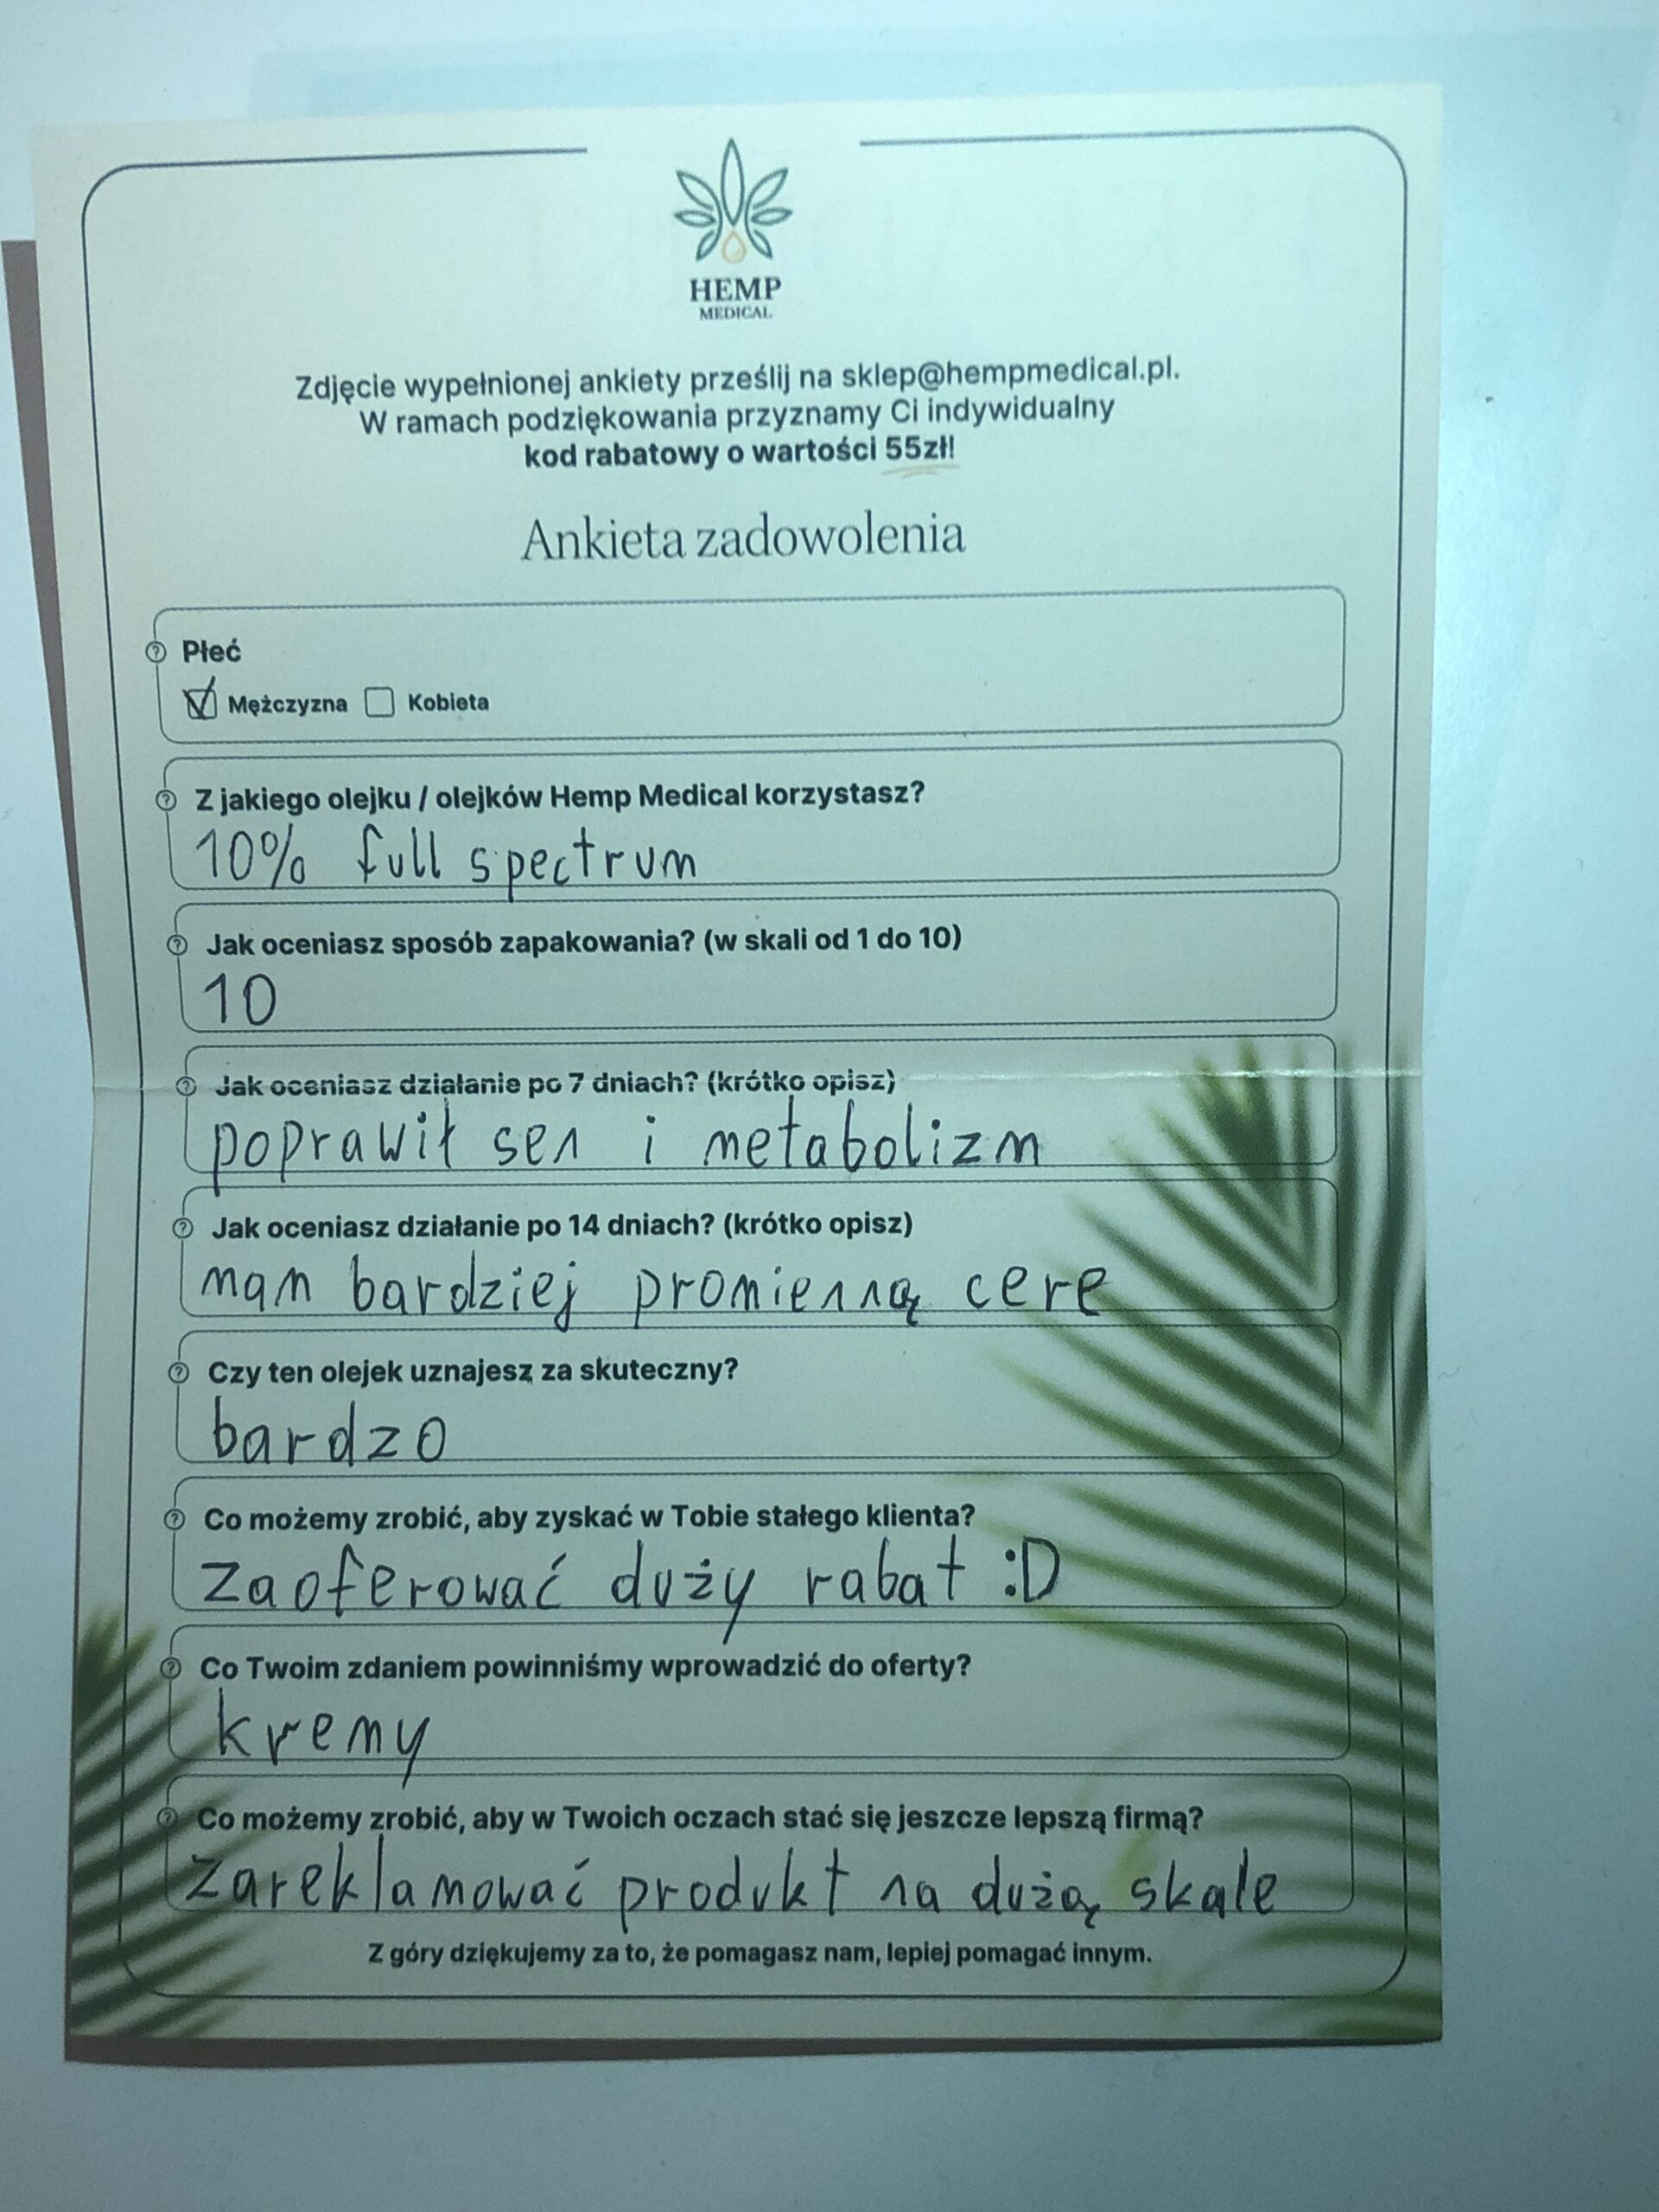 HEMP
MEDICAL
Zdjęcie wypełnionej ankiety prześlij na sklep@hempmedical.pl.
W ramach podziękowania przyznamy Ci indywidualny
kod rabatowy o wartości 55zł!
Ankieta zadowolenia
Płeć
Mężczyzna Kobieta
Z jakiego olejku / olejków Hemp Medical korzystasz?
10% full spectrum
Jak oceniasz sposób zapakowania? (w skali od 1 do 10)
10
Jak oceniasz działanie po 7 dniach? (krótko opisz)
poprawił sen i metabolizm
Jak oceniasz działanie po 14 dniach? (krótko opisz)
mam bardziej promienną cere
Czy ten olejek uznajesz za skuteczny?
bardzo
Co możemy zrobić, aby zyskać w Tobie stałego klienta?
zaoferować duży rabat :D
Co Twoim zdaniem powinniśmy wprowadzić do oferty?
kremy
Co możemy zrobić, aby w Twoich oczach stać się jeszcze lepszą firmą?
zareklamować produkt na dużą skale
Z góry dziękujemy za to, że pomagasz nam, lepiej pomagać innym.